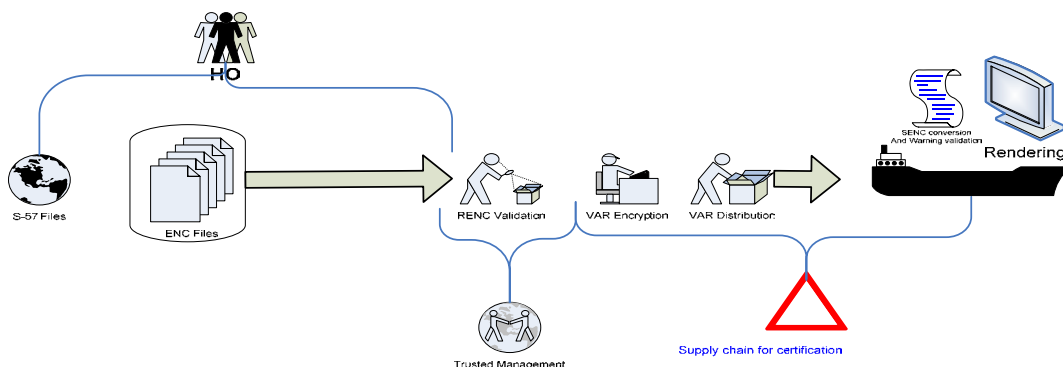 HO
SENC conversion
And Warning validation
Rendering
S-57 Files
ENC Files
RENC Validation
VAR Encryption
VAR Distribution
Trusted Management
Supply chain for certification